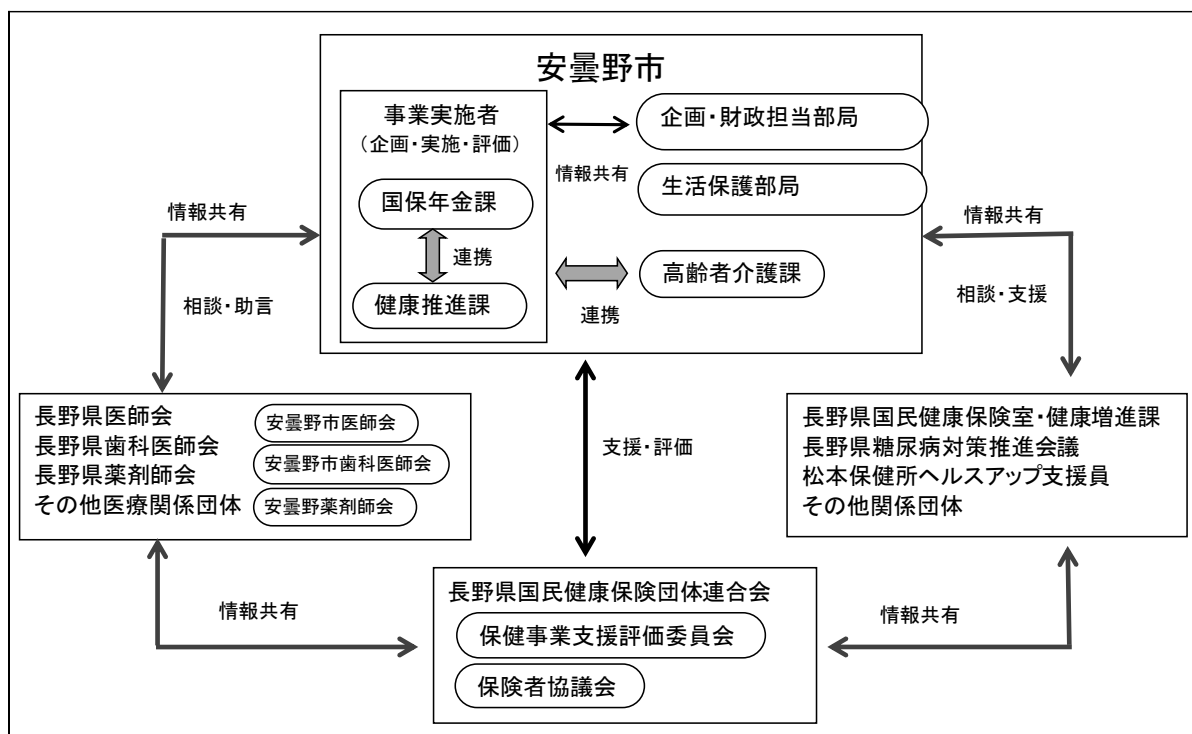 安曇野市
事業実施者
（企画・実施・評価）
国保年金課
連携
健康推進課
情報共有
企画・財政担当部局
生活保護部局
高齢者介護課
連携
情報共有
相談・助言
情報共有
相談・支援
長野県医師会
長野県歯科医師会
長野県薬剤師会
その他医療関係団体
安曇野市医師会
安曇野市歯科医師会
安曇野薬剤師会
支援・評価
長野県国民健康保険室・健康増進課
長野県糖尿病対策推進会議
松本保健所ヘルスアップ支援員
その他関係団体
情報共有
長野県国民健康保険団体連合会
保健事業支援評価委員会
保険者協議会
情報共有